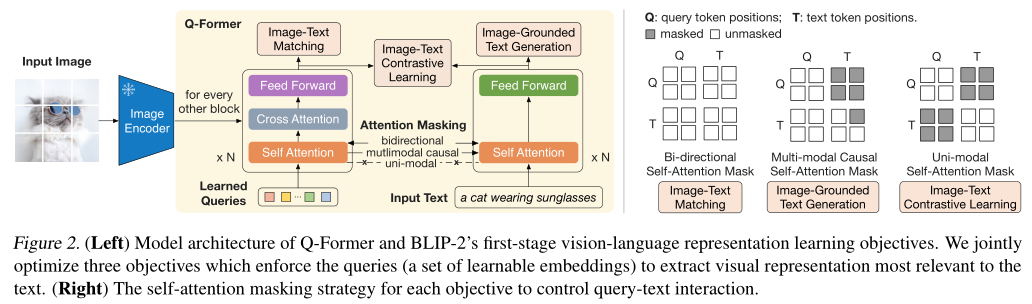 Q-Former
Input Image
Image
Encoder
for every
other block
Image-Text
Matching
Image-Text
Contrastive
Learning
Image-Grounded
Text Generation
Feed Forward
Cross Attention
Self Attention
x N
Learned
Queries
...
Attention Masking
bidirectional
mutlimodal causal
uni-modal
Feed Forward
Self Attention
x N
Input Text
a cat wearing sunglasses
Q: query token positions; T: text token positions.
masked unmasked
Q T
Q
T
Bi-directional
Self-Attention Mask
Image-Text
Matching
Q T
Q
T
Multi-modal Causal
Self-Attention Mask
Image-Grounded
Text Generation
Q T
Q
T
Uni-modal
Self-Attention Mask
Image-Text
Contrastive Learning
Figure 2. (Left) Model architecture of Q-Former and BLIP-2's first-stage vision-language representation learning objectives. We jointly
optimize three objectives which enforce the queries (a set of learnable embeddings) to extract visual representation most relevant to the
text. (Right) The self-attention masking strategy for each objective to control query-text interaction.